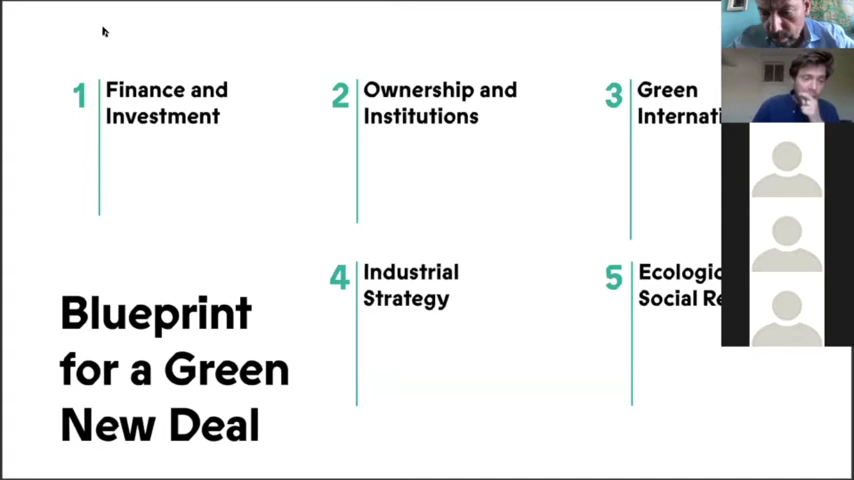 1 Finance and
Investment
2 Ownership and
Institutions
3 Green
4 Industrial
Strategy
5
Social
Blueprint
for a Green
New Deal